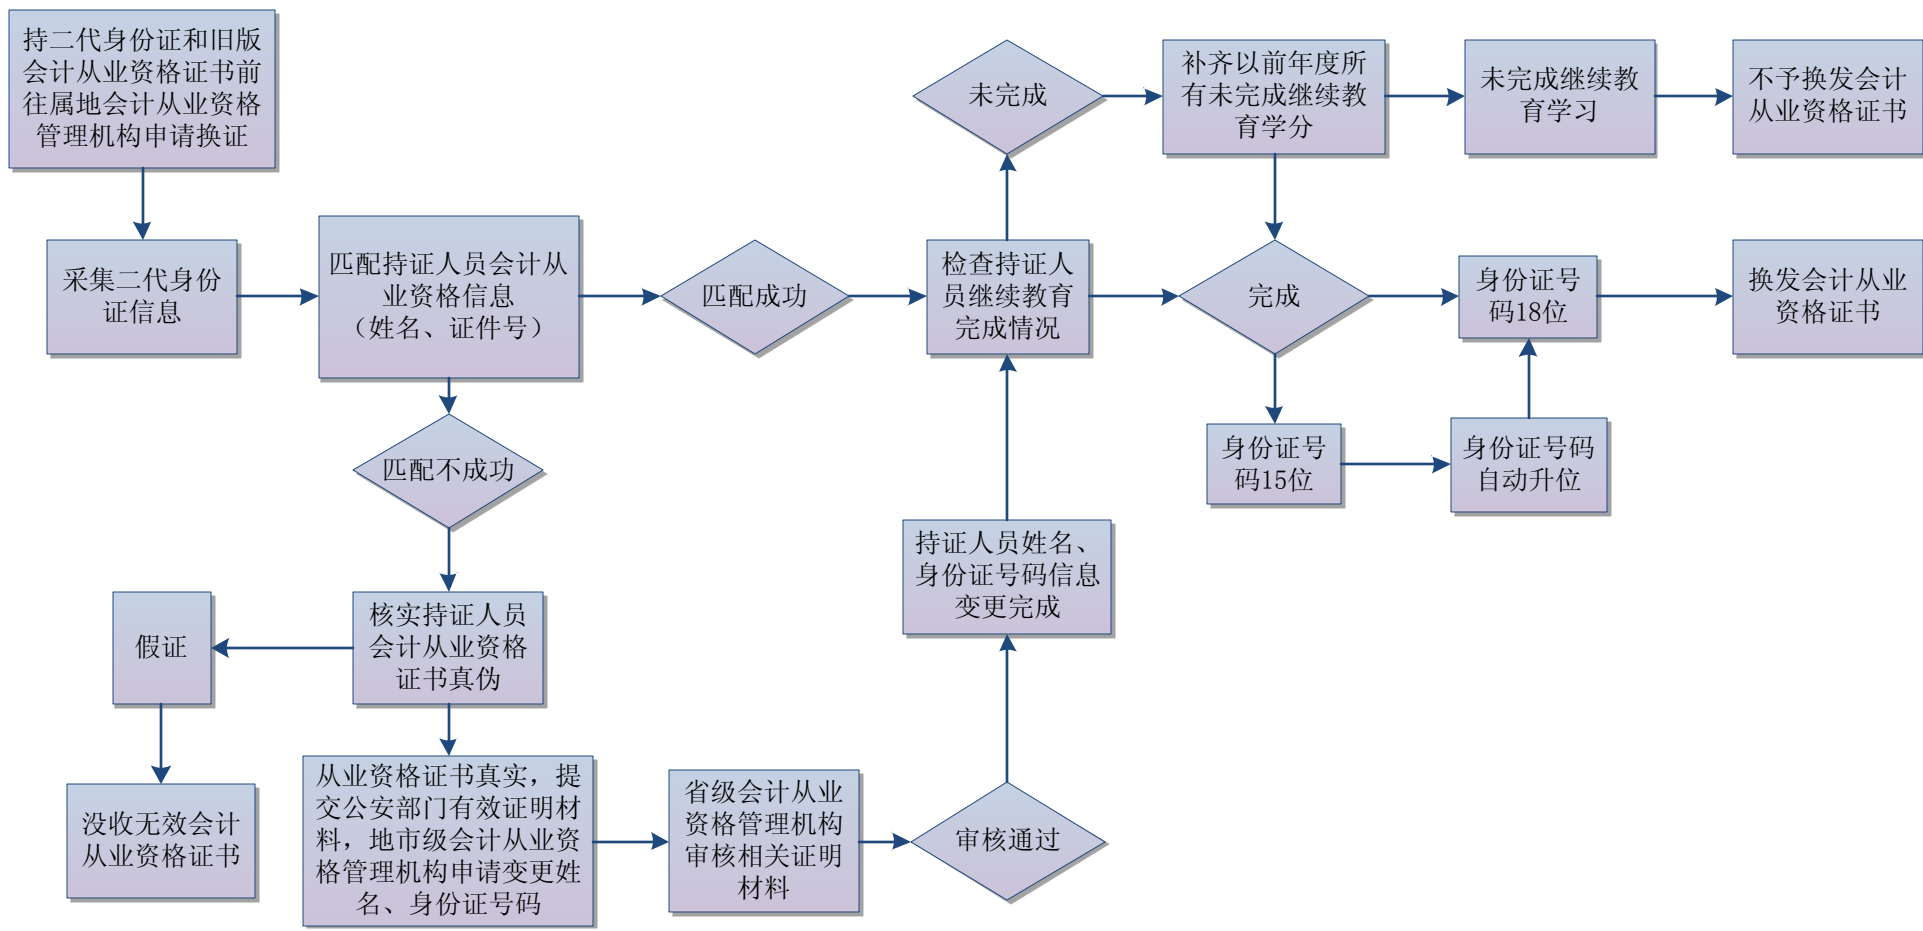 持二代身份证和旧版
会计从业资格证书前
往属地会计从业资格
管理机构申请换证
采集二代身份
证信息
匹配持证人员会计从
业资格信息
（姓名、证件号）
匹配成功
匹配不成功
核实持证人员
会计从业资格
证书真伪
假证
没收无效会计
从业资格证书
从业资格证书真实，提
交公安部门有效证明材
料，地市级会计从业资
格管理机构申请变更姓
名、身份证号码
省级会计从业
资格管理机构
审核相关证明
材料
审核通过
持证人员姓名、
身份证号码信息
变更完成
检查持证人
员继续教育
完成情况
未完成
补齐以前年度所
有未完成继续教
育学分
未完成继续教
育学习
不予换发会计
从业资格证书
完成
身份证号
码18位
换发会计从业
资格证书
身份证号
码15位
身份证号码
自动升位